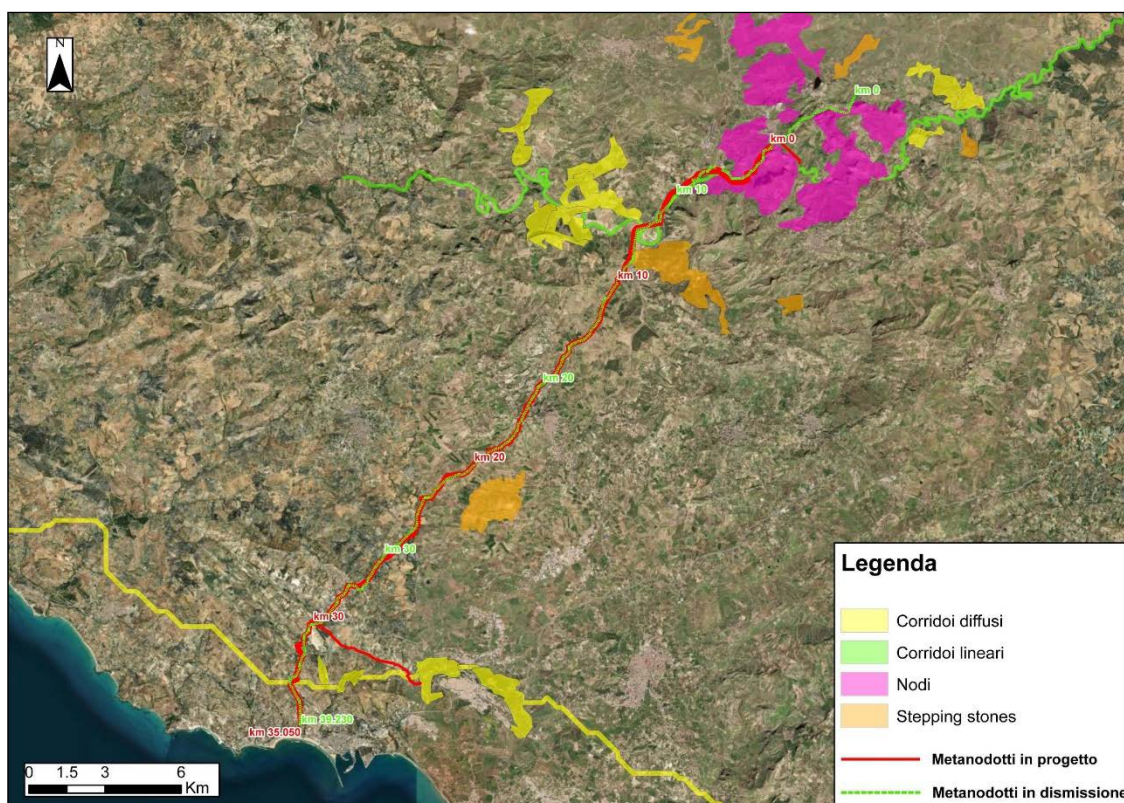 N
km 0
km 0
km 10
km 10
km 20
km 20
km 30
km 30
km 39.230
km 35.050
0 1.5 3 6
Km
Legenda
Corridoi diffusi
Corridoi lineari
Nodi
Stepping stones
Metanodotti in progetto
Metanodotti in dismissione